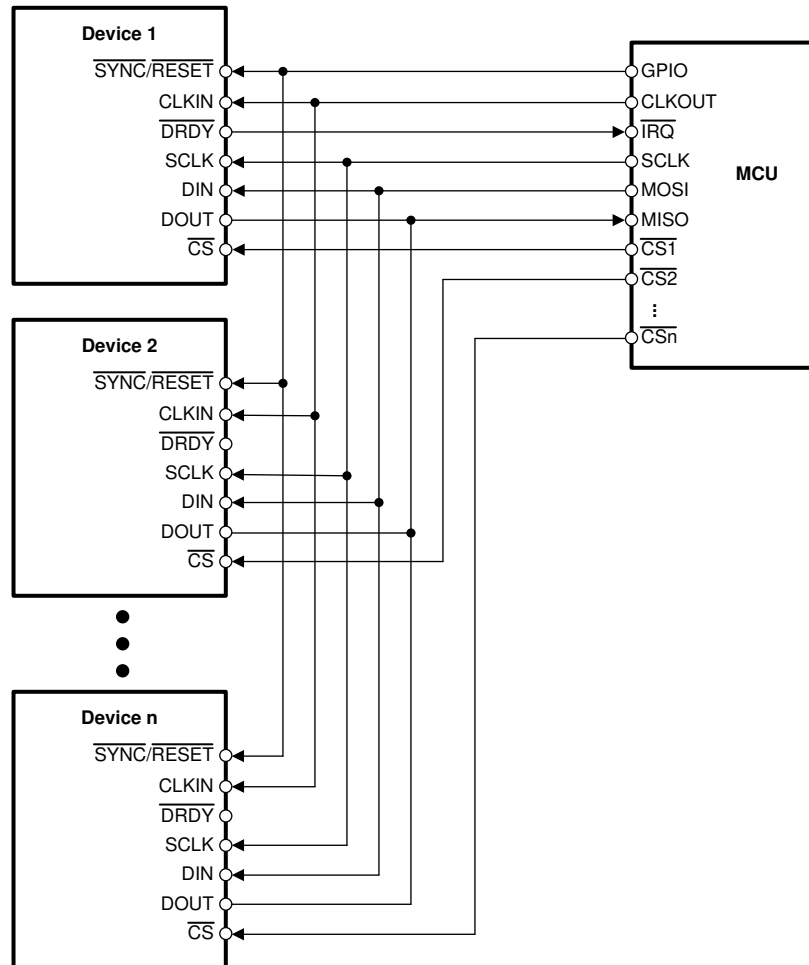 Device 1
SYNC/RESET
CLKIN
DRDY
SCLK
DIN
DOUT
CS
Device 2
SYNC/RESET
CLKIN
DRDY
SCLK
DIN
DOUT
CS
Device n
SYNC/RESET
CLKIN
DRDY
SCLK
DIN
DOUT
CS
MCU
GPIO
CLKOUT
IRQ
SCLK
MOSI
MISO
CS1
CS2
...
CSn